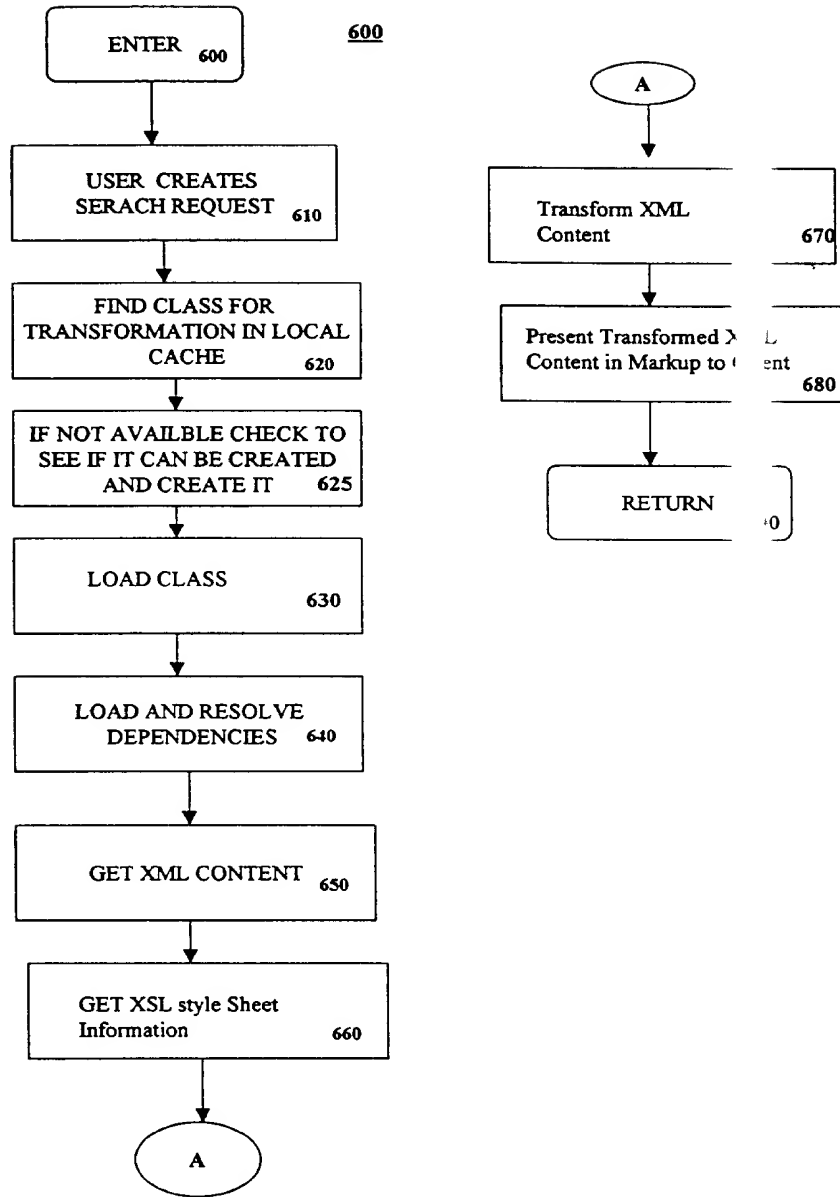 600
ENTER 600
USER CREATES
SERACH REQUEST 610
FIND CLASS FOR
TRANSFORMATION IN LOCAL
CACHE 620
IF NOT AVAILBLE CHECK TO
SEE IF IT CAN BE CREATED
AND CREATE IT 625
LOAD CLASS
630
LOAD AND RESOLVE
DEPENDENCIES 640
GET XML CONTENT 650
GET XSL style Sheet
Information 660
A
A
Transform XML
Content 670
Present Transformed
Content in Markup to
680
RETURN